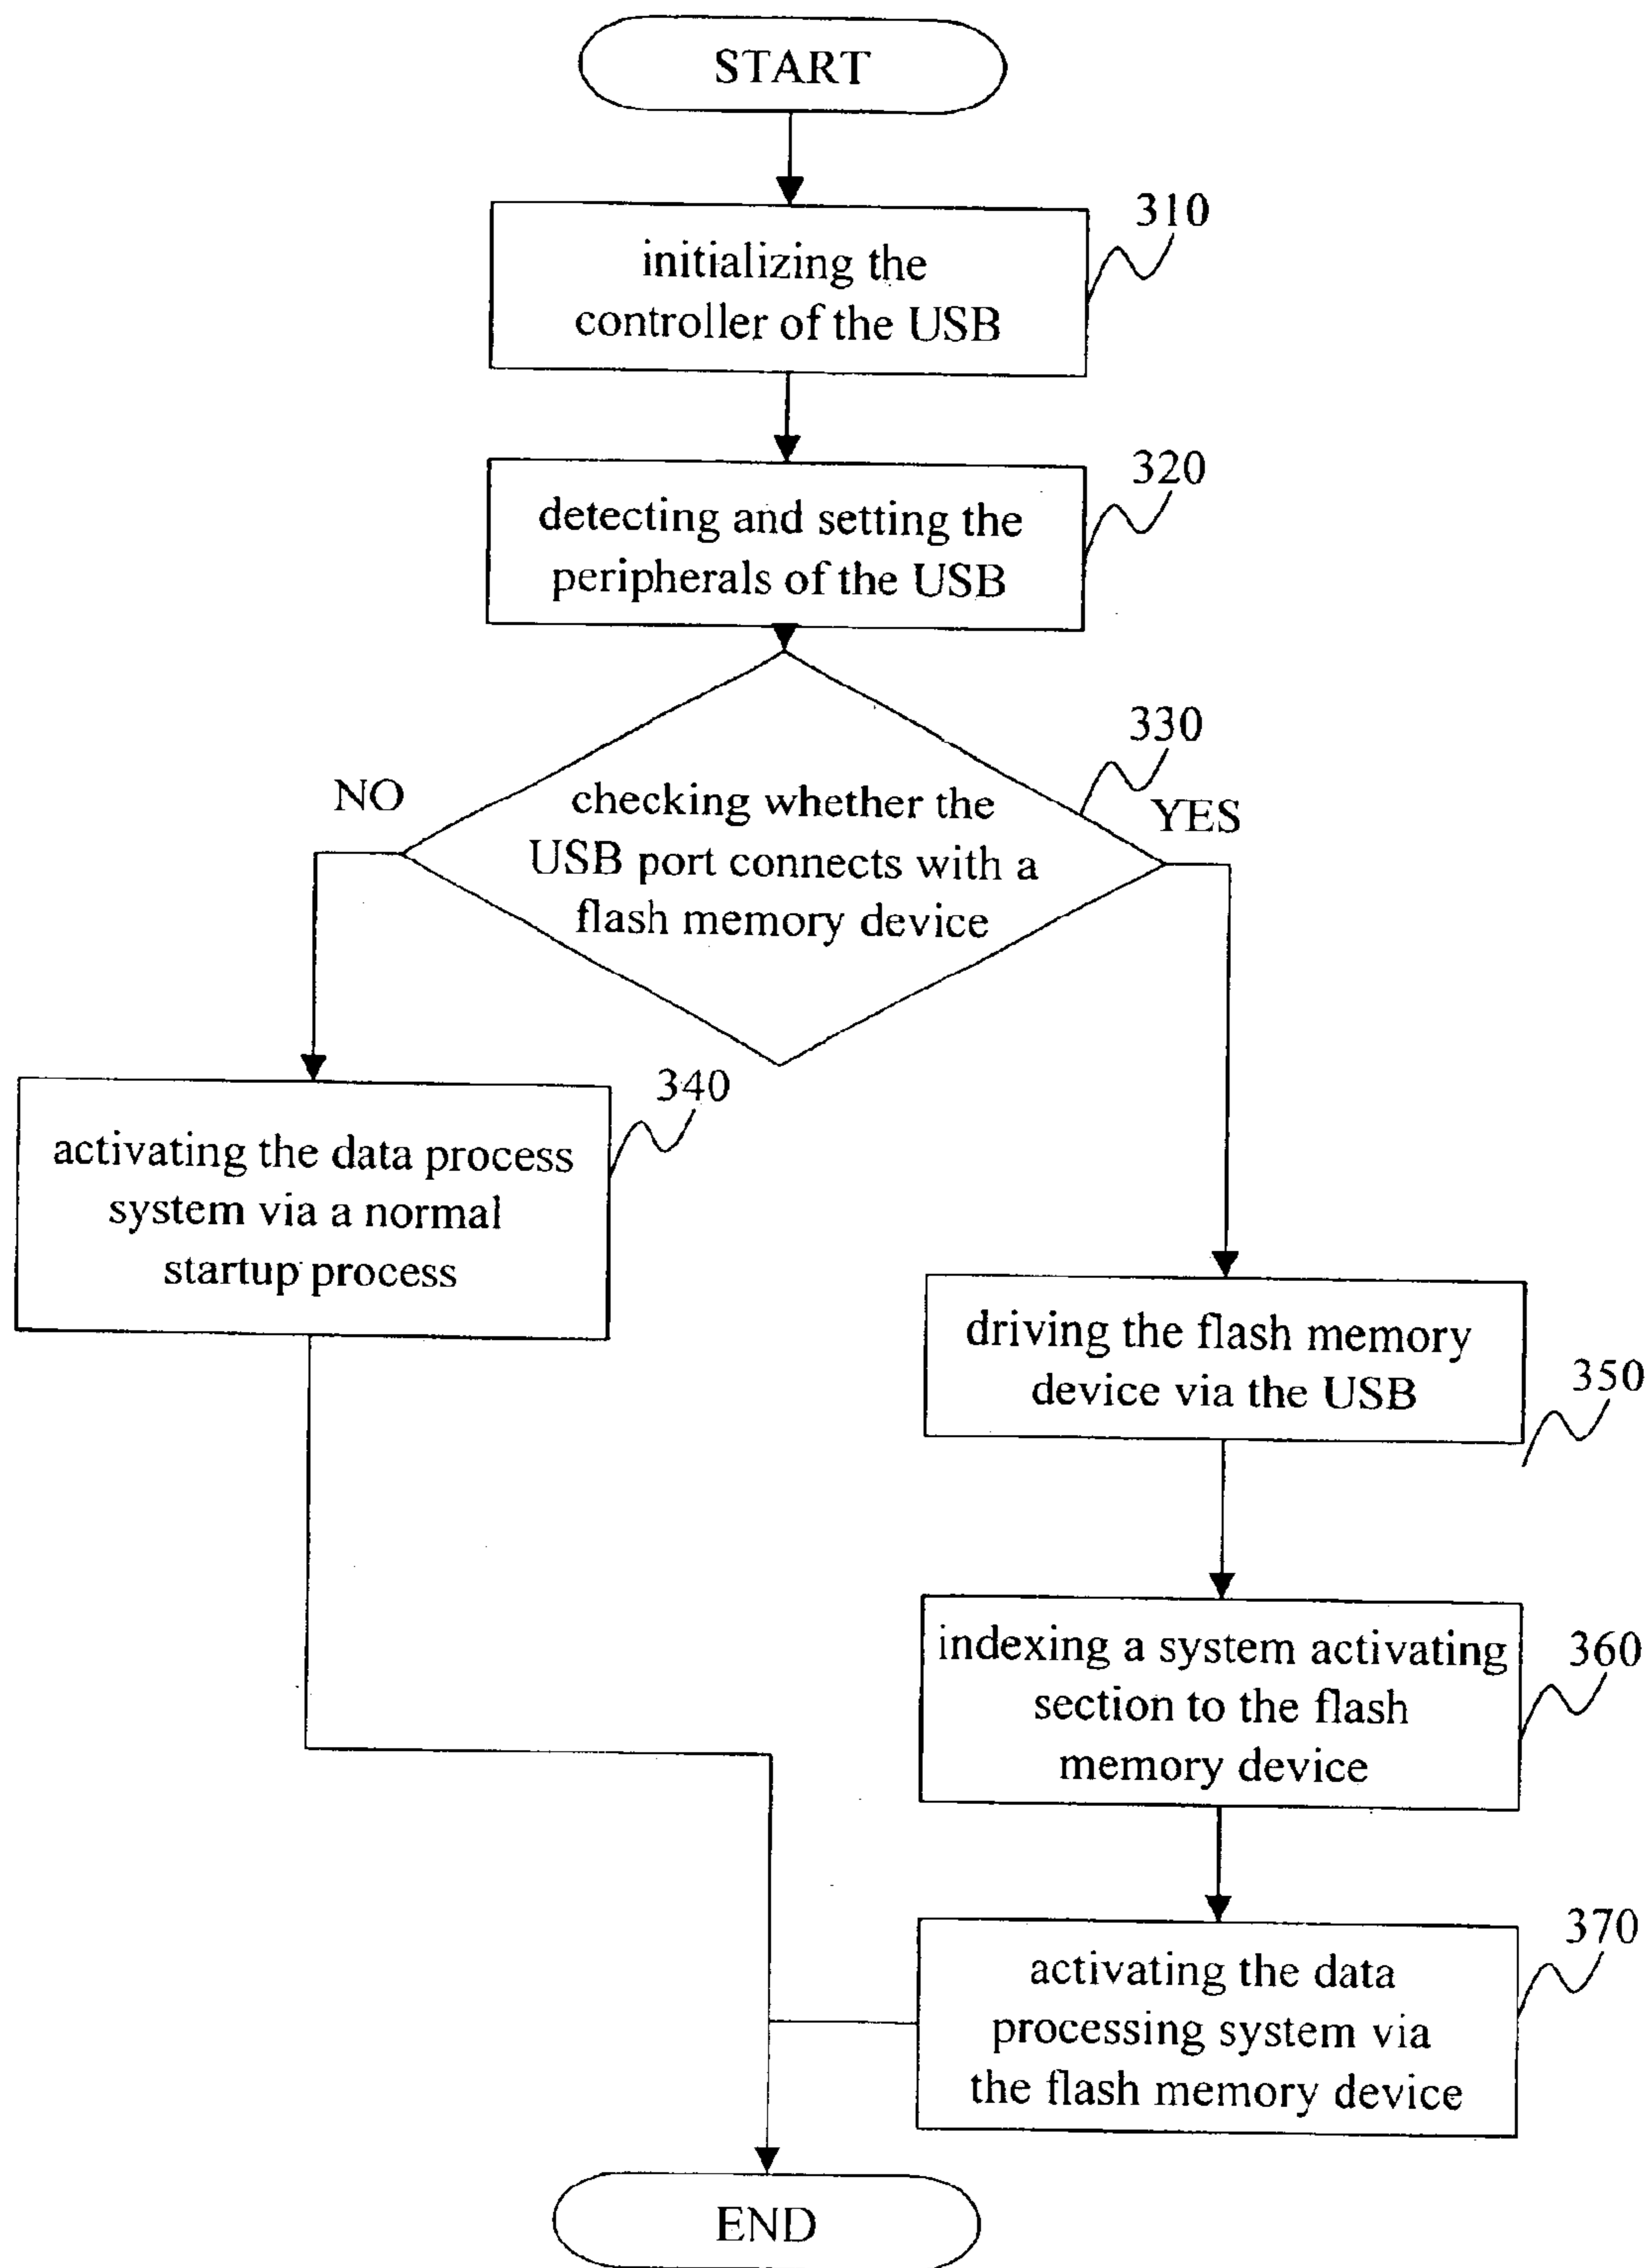 START
310
initializing the
controller of the USB
320
detecting and setting the
peripherals of the USB
330
NO
checking whether the
USB port connects with a
flash memory device
YES
340
activating the data process
system via a normal
startup process
driving the flash memory
device via the USB
350
indexing a system activating
section to the flash
memory device
360
370
activating the data
processing system via
the flash memory device
END